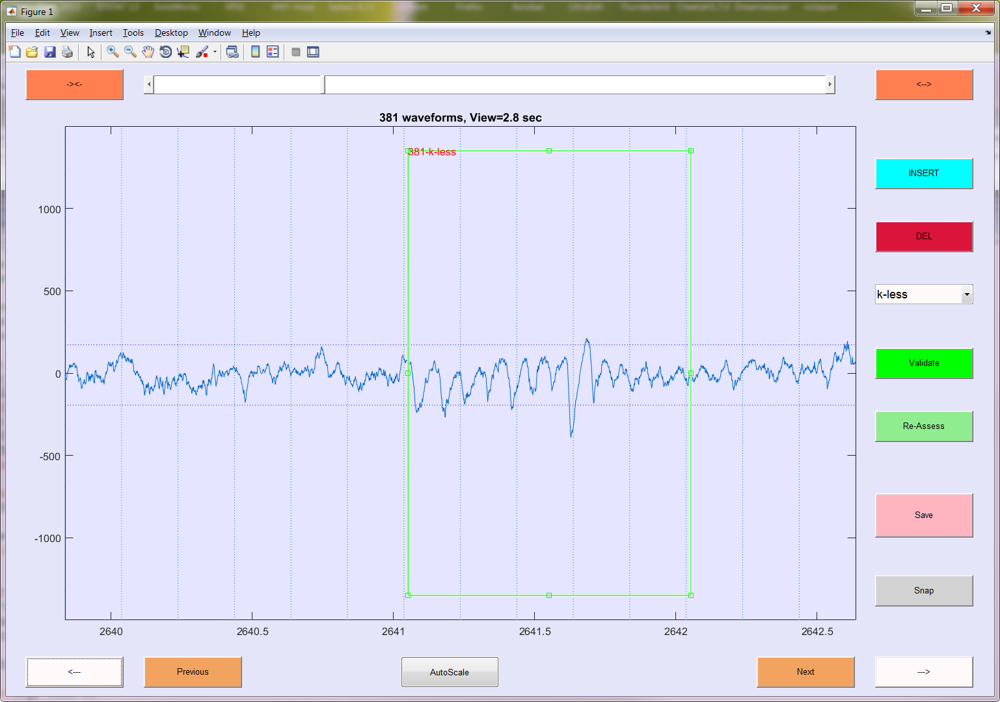 Figure 1
File Edit View Insert Tools Desktop Window Help
-><-
<-->
381 waveforms, View=2.8 sec
381-k-less
1000
500
0
-500
-1000
2640 2640.5 2641 2641.5 2642 2642.5
INSERT
DEL
k-less
Validate
Re-Assess
Save
Snap
<---
Previous
AutoScale
Next
--->